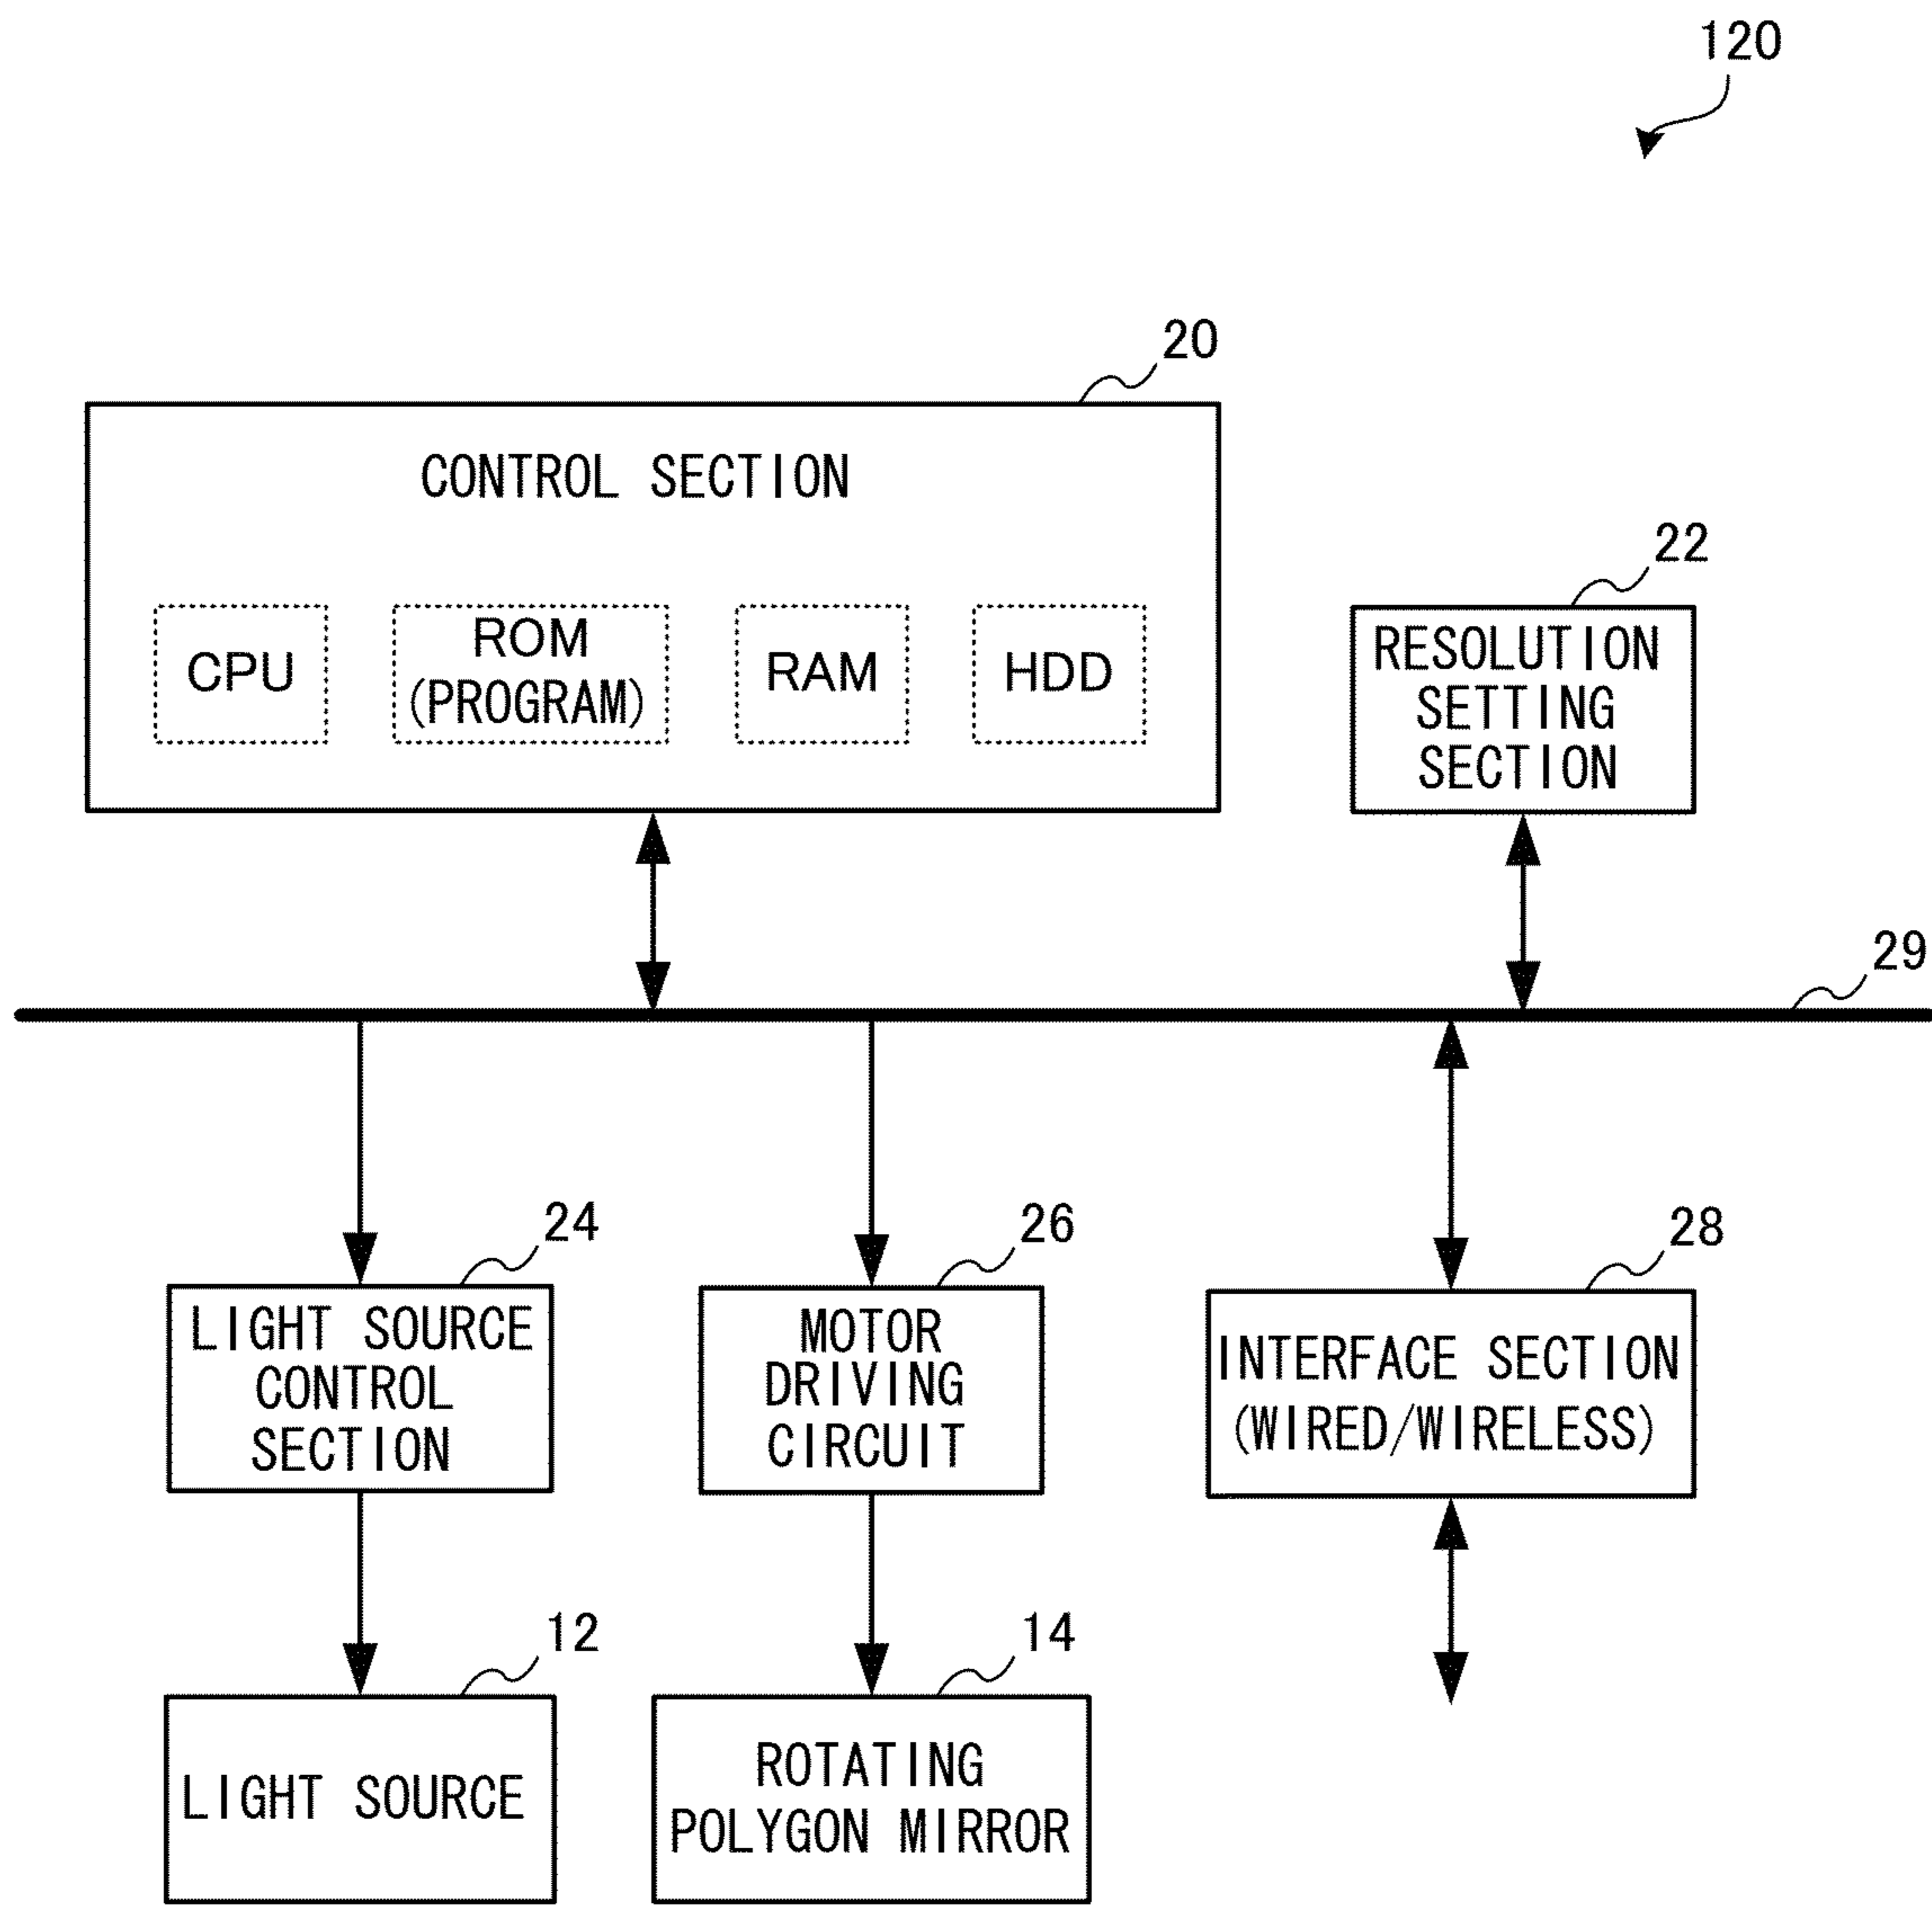 120
20
CONTROL SECTION
CPU
ROM
(PROGRAM)
RAM
HDD
22
RESOLUTION
SETTING
SECTION
29
24
LIGHT SOURCE
CONTROL
SECTION
26
MOTOR
DRIVING
CIRCUIT
28
INTERFACE SECTION
(WIRED/WIRELESS)
12
LIGHT SOURCE
14
ROTATING
POLYGON MIRROR